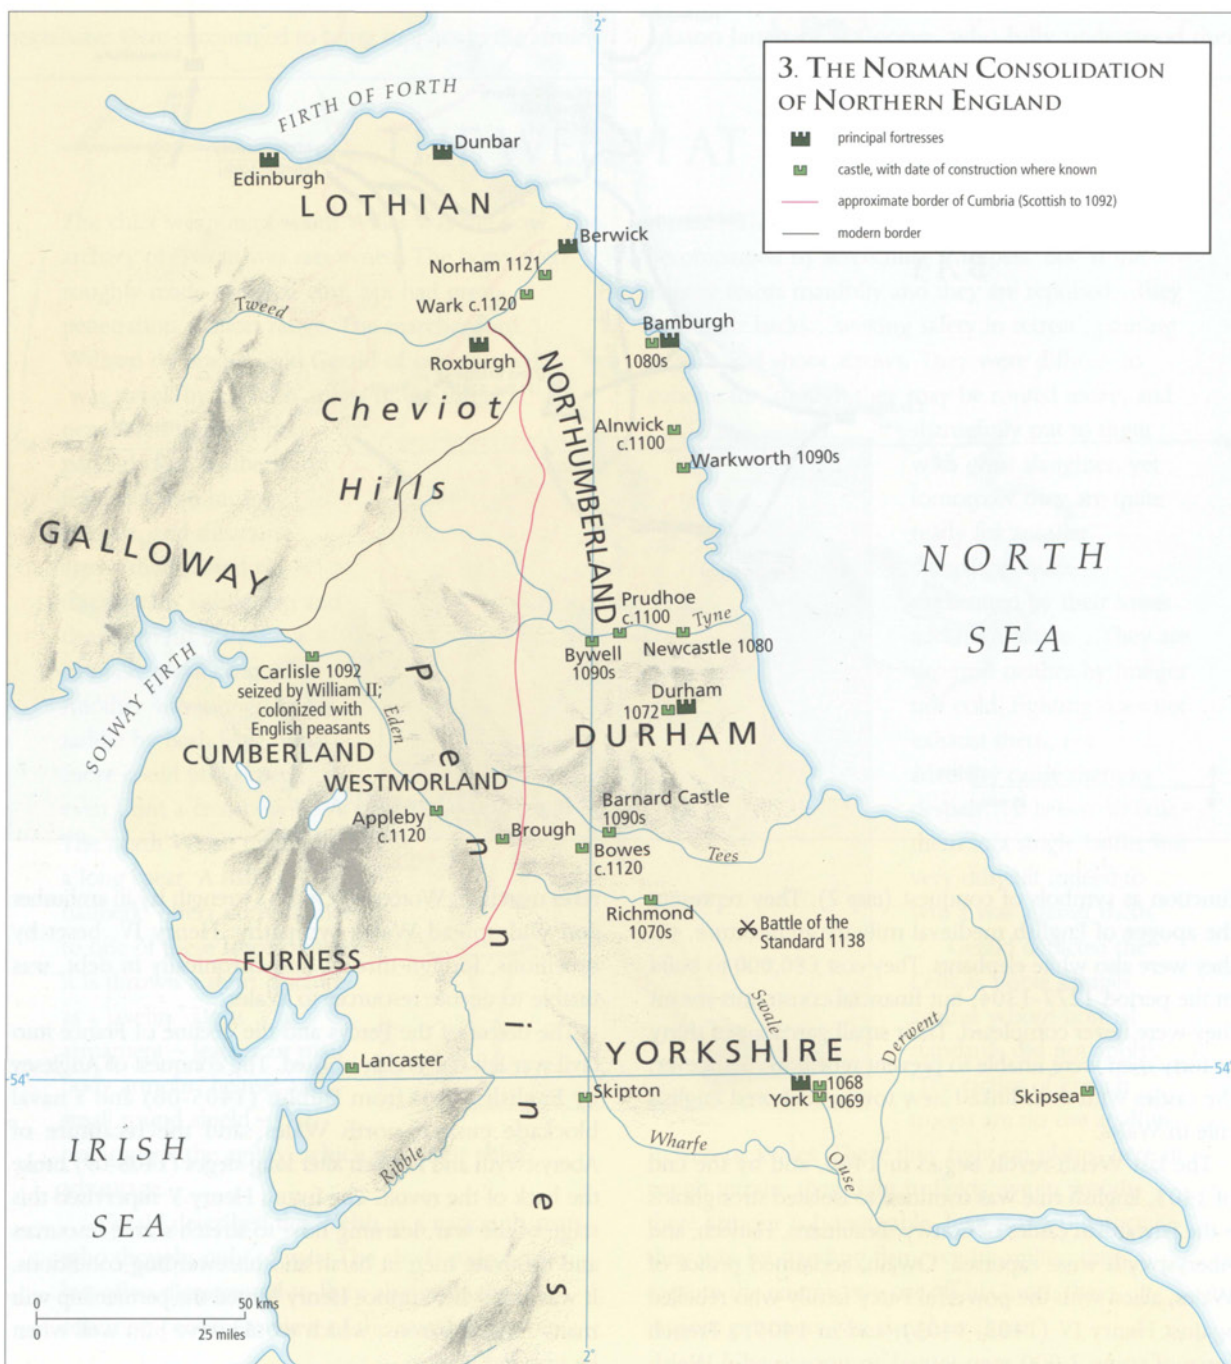 2°
3. THE NORMAN CONSOLIDATION
OF NORTHERN ENGLAND
principal fortresses
castle, with date of construction where known
approximate border of Cumbria (Scottish to 1092)
modern border
FIRTH OF FORTH
Dunbar
Edinburgh
LOTHIAN
Berwick
Norham 1121
Wark c.1120
Tweed
Bamburgh
1080s
Roxburgh
NORTHUMBERLAND
Cheviot
Hills
Alnwick
c.1100
Warkworth 1090s
GALLOWAY
NORTH
SEA
Prudhoe
c.1100
Tyne
Bywell
1090s
Newcastle 1080
Carlisle 1092
seized by William II;
colonized with
English peasants
SOLWAY FIRTH
Eden
Pennines
Durham
1072
DURHAM
CUMBERLAND
WESTMORLAND
Appleby
c.1120
Brough
Barnard Castle
1090s
Bowes
c.1120
Tees
Richmond
1070s
Battle of the
Standard 1138
FURNESS
Swale
Derwent
YORKSHIRE
Lancaster
54°
54°
Skipton
York
1068
1069
Skipsea
Wharfe
Ouse
Ribble
IRISH
SEA
0 50 kms
0 25 miles
2°